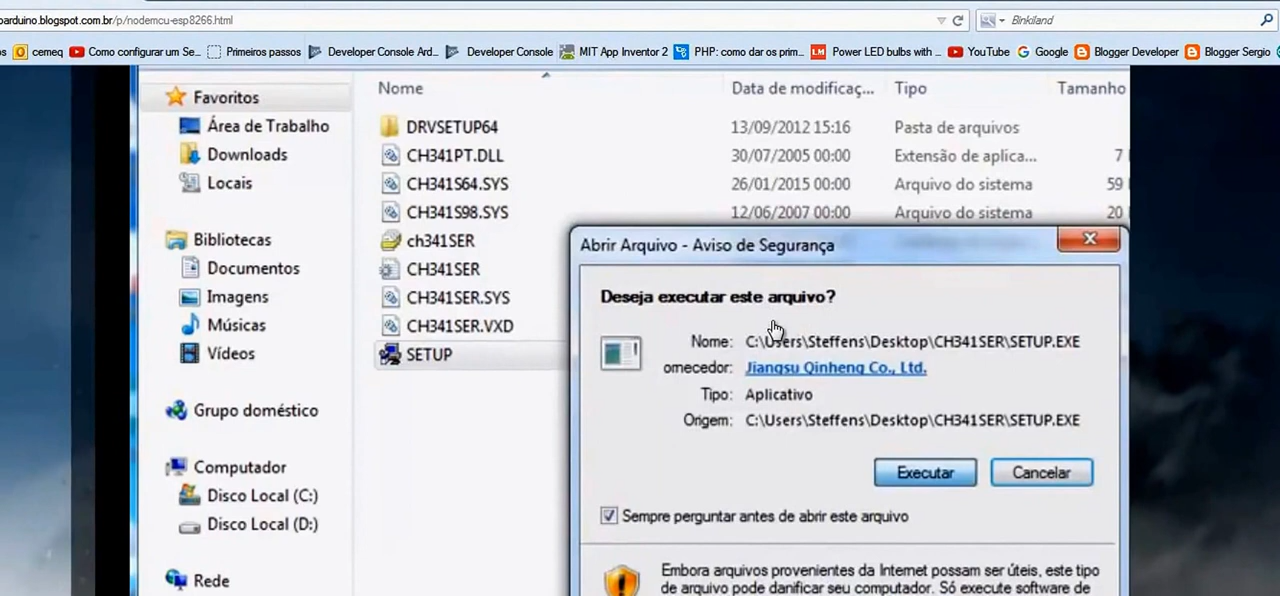 oarduino.blogspot.com.br/p/nodemcu-esp8266.html
Binkiland
os cemeq Como configurar um Se... Primeiros passos Developer Console Ard... Developer Console MIT App Inventor 2 PHP: como dar os prim... LM Power LED bulbs with ... YouTube Google Blogger Developer Blogger Sergio
Favoritos
Área de Trabalho
Downloads
Locais
Bibliotecas
Documentos
Imagens
Músicas
Vídeos
Grupo doméstico
Computador
Disco Local (C:)
Disco Local (D:)
Rede
Nome Data de modificaç... Tipo Tamanho
DRVSETUP64 13/09/2012 15:16 Pasta de arquivos
CH341PT.DLL 30/07/2005 00:00 Extensão de aplica... 7
CH341S64.SYS 26/01/2015 00:00 Arquivo do sistema 59
CH341S98.SYS 12/06/2007 00:00 Arquivo do sistema 20
ch341SER
CH341SER
CH341SER.SYS
CH341SER.VXD
SETUP
Abrir Arquivo - Aviso de Segurança
Deseja executar este arquivo?
Nome: C:\Users\Steffens\Desktop\CH341SER\SETUP.EXE
ornecedor: Jiangsu Qinheng Co., Ltd.
Tipo: Aplicativo
Origem: C:\Users\Steffens\Desktop\CH341SER\SETUP.EXE
Executar Cancelar
Sempre perguntar antes de abrir este arquivo
Embora arquivos provenientes da Internet possam ser úteis, este tipo
de arquivo pode danificar seu computador. Só execute software de